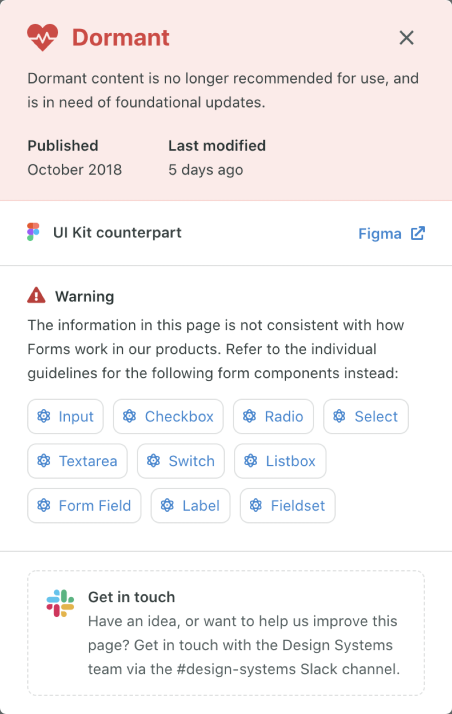 Dormant
Dormant content is no longer recommended for use, and
is in need of foundational updates.
Published
Last modified
October 2018
5 days ago
UI Kit counterpart
Figma
Warning
The information in this page is not consistent with how
Forms work in our products. Refer to the individual
guidelines for the following form components instead:
Input Checkbox Radio Select
Textarea Switch Listbox
Form Field Label Fieldset
Get in touch
Have an idea, or want to help us improve this
page? Get in touch with the Design Systems
team via the #design-systems Slack channel.